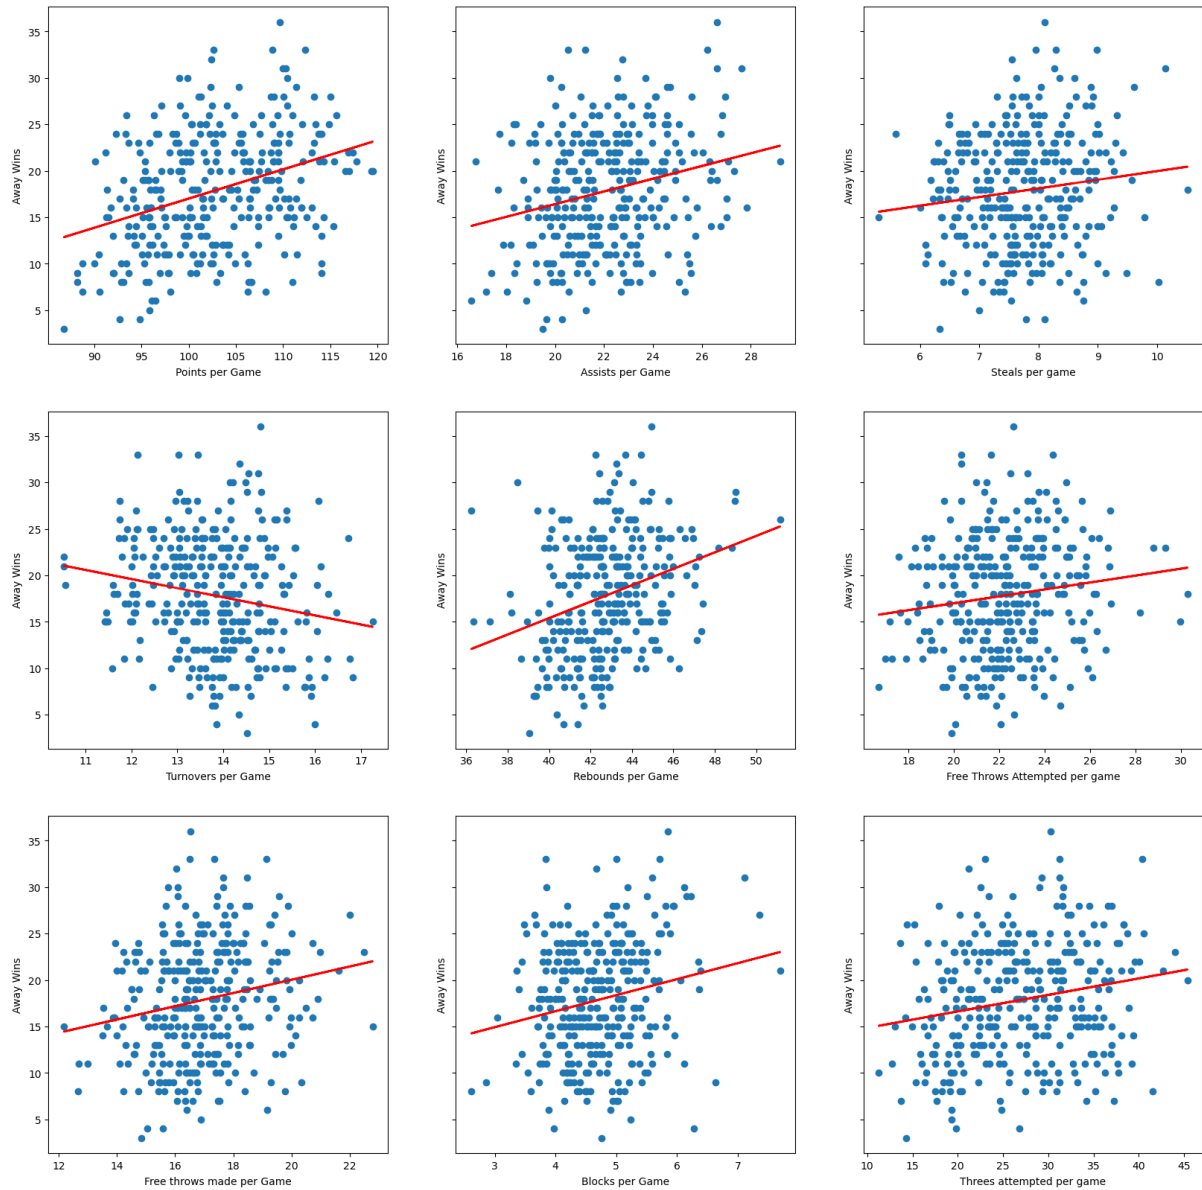 35
30
25
20
15
10
5
Away Wins
90 95 100 105 110 115 120
Points per Game
Away Wins
16 18 20 22 24 26 28
Assists per Game
Away Wins
6 7 8 9 10
Steals per game
35
30
25
20
15
10
5
Away Wins
11 12 13 14 15 16 17
Turnovers per Game
Away Wins
36 38 40 42 44 46 48 50
Rebounds per Game
Away Wins
18 20 22 24 26 28 30
Free Throws Attempted per game
35
30
25
20
15
10
5
Away Wins
12 14 16 18 20 22
Free throws made per Game
Away Wins
3 4 5 6 7
Blocks per Game
Away Wins
10 15 20 25 30 35 40 45
Threes attempted per game